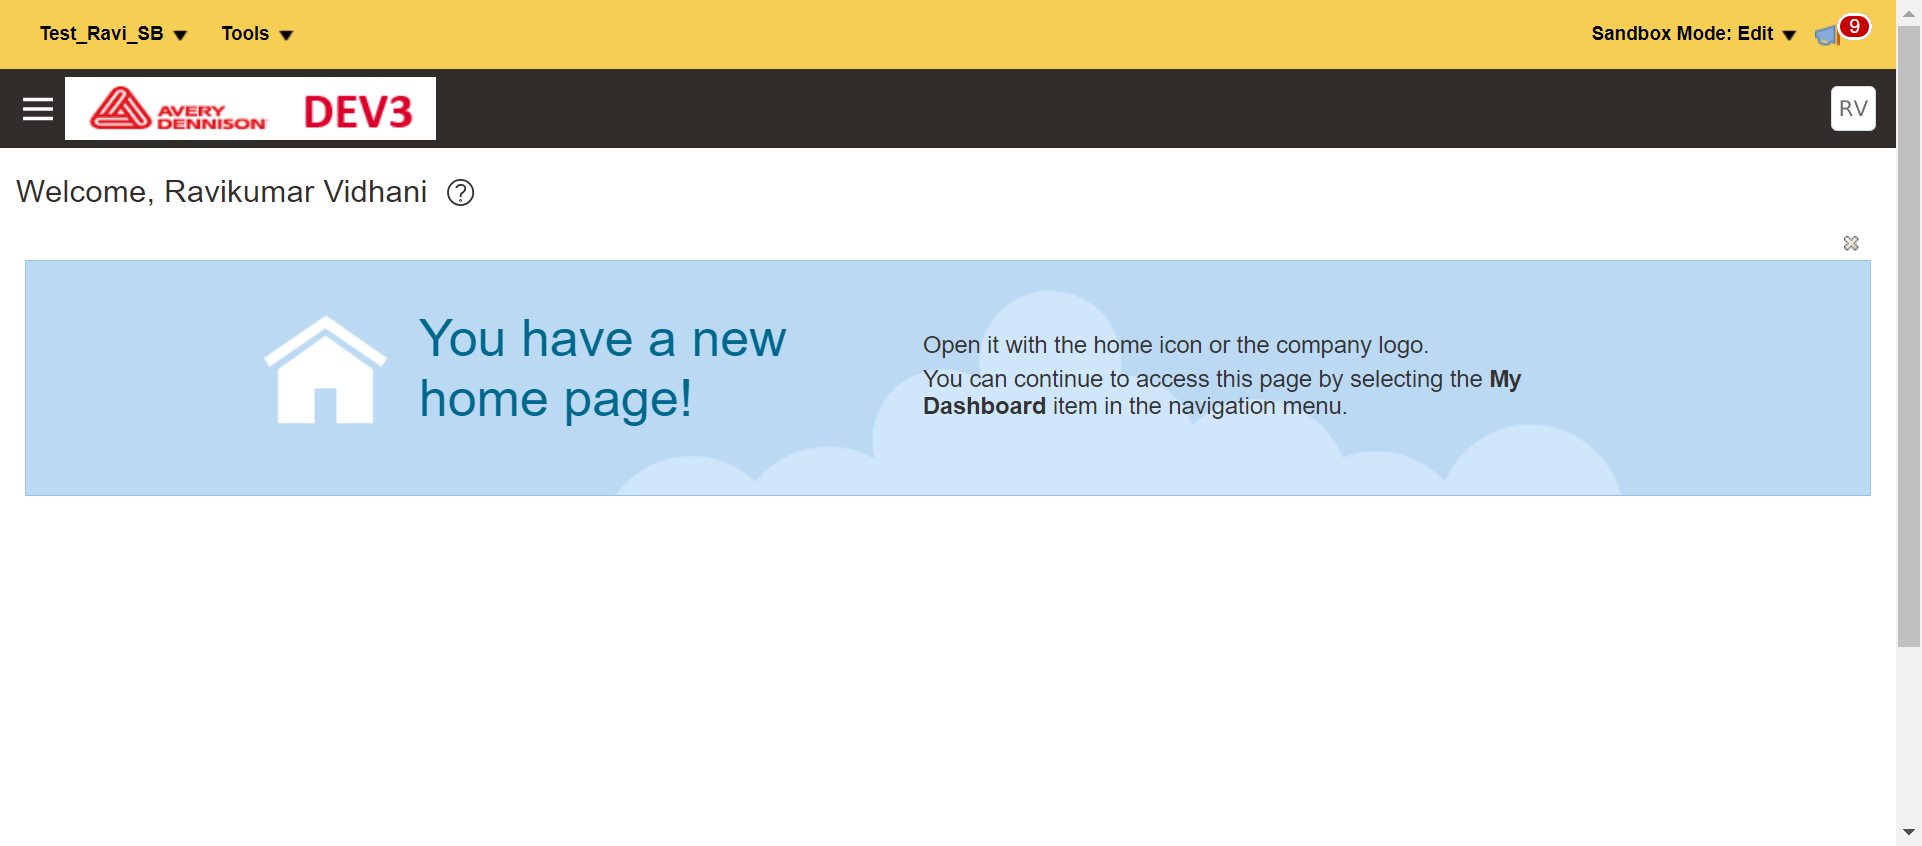 Test_Ravi_SB Tools Sandbox Mode: Edit 9
AVERY
DENNISON DEV3 RV
Welcome, Ravikumar Vidhani ?
You have a new
home page!
Open it with the home icon or the company logo.
You can continue to access this page by selecting the My
Dashboard item in the navigation menu.